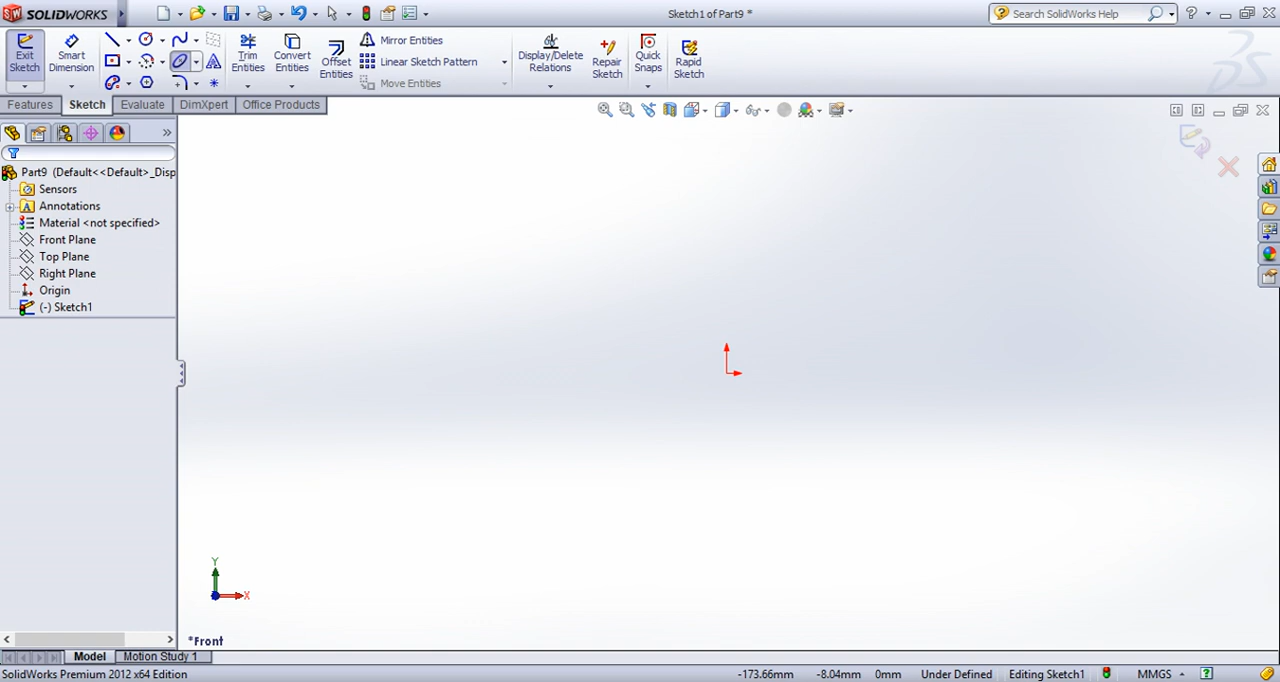 SOLIDWORKS
Sketch1 of Part9 *
Search SolidWorks Help
Exit Sketch
Smart Dimension
Trim Entities
Convert Entities
Offset Entities
Mirror Entities
Linear Sketch Pattern
Move Entities
Display/Delete Relations
Repair Sketch
Quick Snaps
Rapid Sketch
Features
Sketch
Evaluate
DimXpert
Office Products
Part9 (Default<<Default>_Disp
Sensors
Annotations
Material <not specified>
Front Plane
Top Plane
Right Plane
Origin
(-) Sketch1
Y
X
*Front
Model
Motion Study 1
SolidWorks Premium 2012 x64 Edition
-173.66mm
-8.04mm
0mm
Under Defined
Editing Sketch1
MMGS